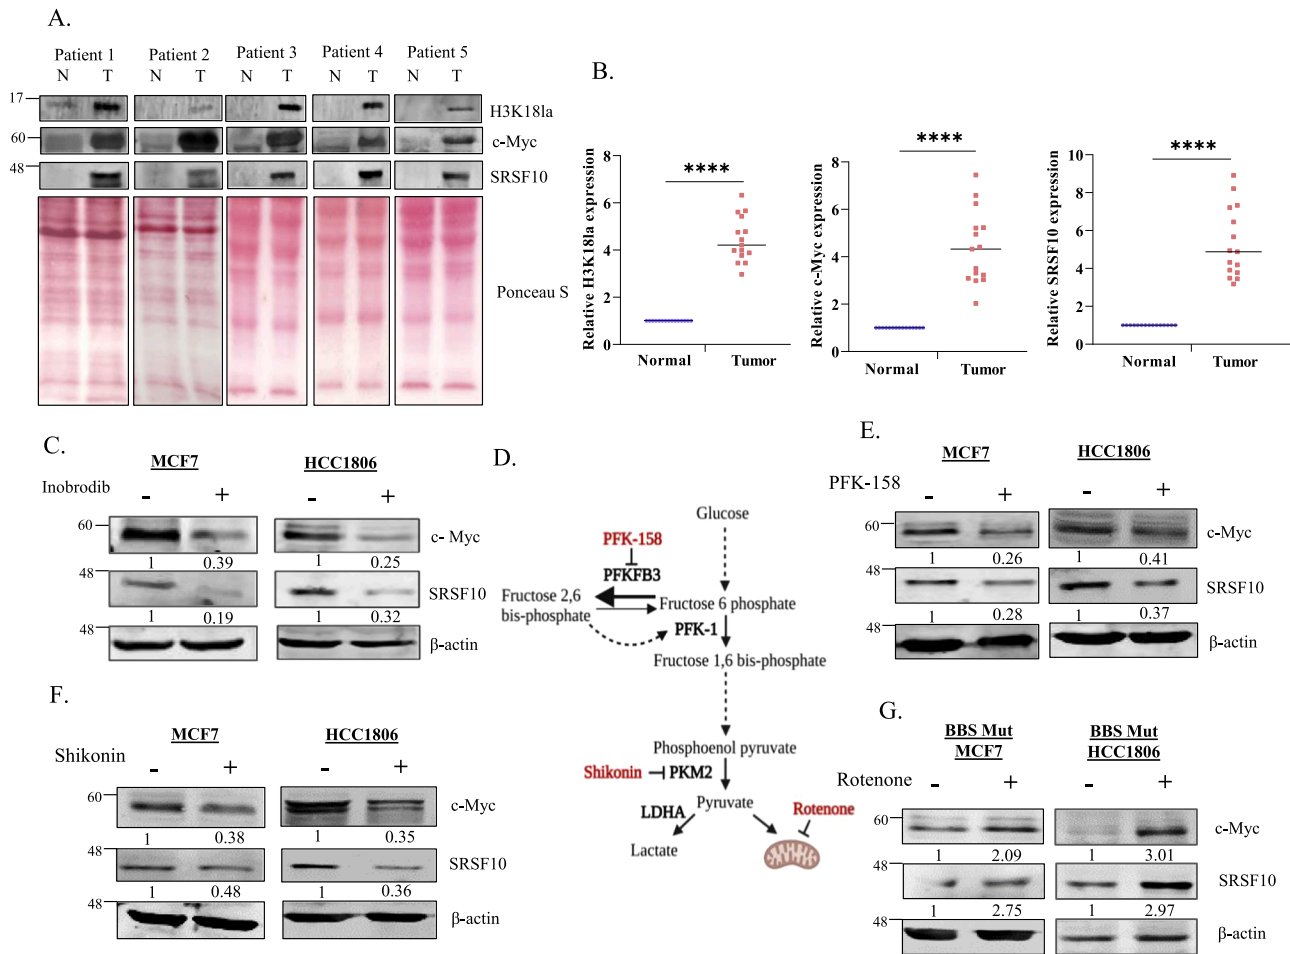 A.
Patient 1 Patient 2 Patient 3 Patient 4 Patient 5
N T N T N T N T N T
17
H3K18la
60
c-Myc
48
SRSF10
Ponceau S
B.
Relative H3K18la expression
8
6
4
2
0
****
Normal Tumor
Relative c-Myc expression
8
6
4
2
0
****
Normal Tumor
Relative SRSF10 expression
10
8
6
4
2
0
****
Normal Tumor
C.
MCF7 HCC1806
Inobrodib
- + - +
60
c- Myc
1 0.39 1 0.25
48
SRSF10
1 0.19 1 0.32
48
β-actin
D.
Glucose
PFK-158
PFKFB3
Fructose 2,6
bis-phosphate
Fructose 6 phosphate
PFK-1
Fructose 1,6 bis-phosphate
Phosphoenol pyruvate
Shikonin PKM2
LDHA Pyruvate Rotenone
Lactate
E.
MCF7 HCC1806
PFK-158
- + - +
60
c-Myc
1 0.26 1 0.41
48
SRSF10
1 0.28 1 0.37
48
β-actin
F.
MCF7 HCC1806
Shikonin
- + - +
60
c-Myc
1 0.38 1 0.35
48
SRSF10
1 0.48 1 0.36
48
β-actin
G.
BBS Mut BBS Mut
MCF7 HCC1806
Rotenone
- + - +
60
c-Myc
1 2.09 1 3.01
48
SRSF10
1 2.75 1 2.97
48
β-actin